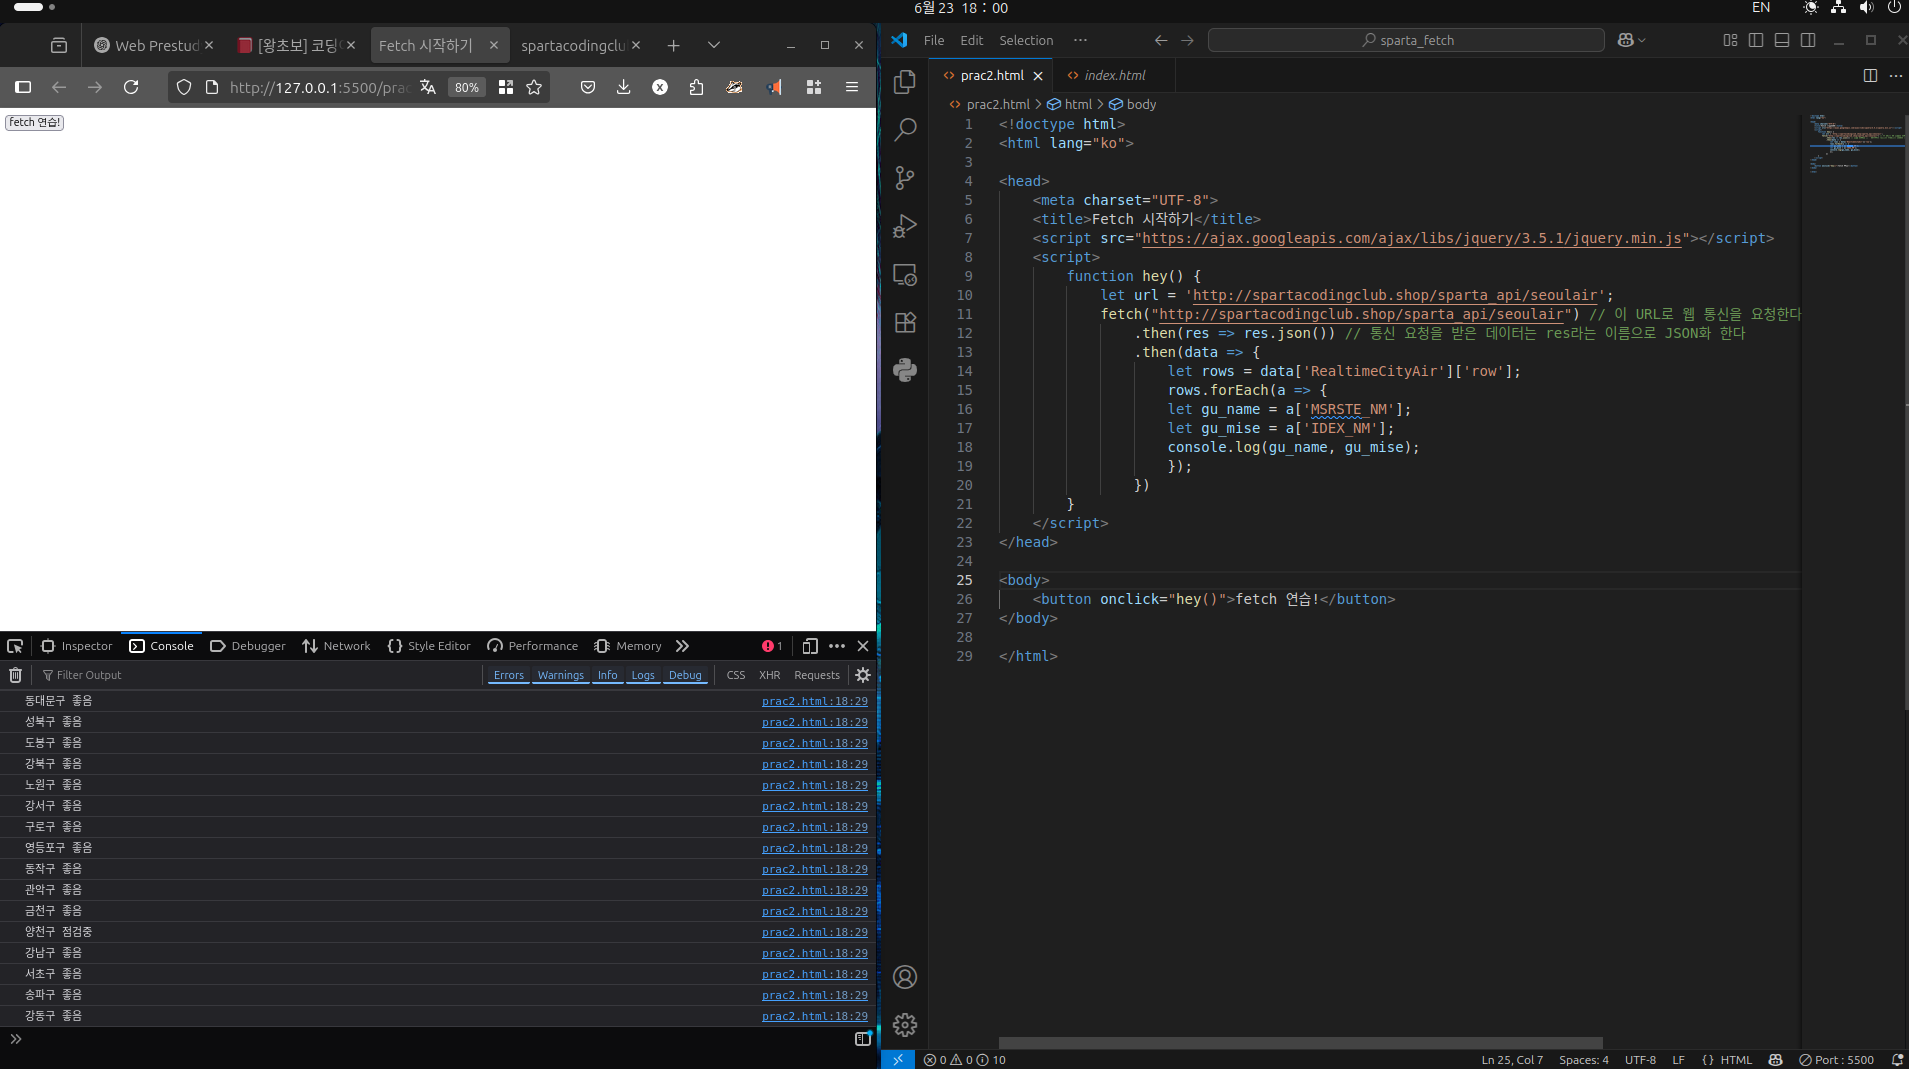 6월 23 18 : 00
EN
Web Prestud
[왕초보] 코딩
Fetch 시작하기
spartacodingclu
http://127.0.0.1:5500/prac
80%
fetch 연습!
Inspector Console Debugger Network Style Editor Performance Memory 1
Filter Output
Errors Warnings Info Logs Debug CSS XHR Requests
동대문구 좋음 prac2.html:18:29
성북구 좋음 prac2.html:18:29
도봉구 좋음 prac2.html:18:29
강북구 좋음 prac2.html:18:29
노원구 좋음 prac2.html:18:29
강서구 좋음 prac2.html:18:29
구로구 좋음 prac2.html:18:29
영등포구 좋음 prac2.html:18:29
동작구 좋음 prac2.html:18:29
관악구 좋음 prac2.html:18:29
금천구 좋음 prac2.html:18:29
양천구 점검중 prac2.html:18:29
강남구 좋음 prac2.html:18:29
서초구 좋음 prac2.html:18:29
송파구 좋음 prac2.html:18:29
강동구 좋음 prac2.html:18:29
File Edit Selection ··· sparta_fetch
prac2.html index.html
prac2.html > html > body
1 <!doctype html>
2 <html lang="ko">
3
4 <head>
5 <meta charset="UTF-8">
6 <title>Fetch 시작하기</title>
7 <script src="https://ajax.googleapis.com/ajax/libs/jquery/3.5.1/jquery.min.js"></script>
8 <script>
9 function hey() {
10 let url = 'http://spartacodingclub.shop/sparta_api/seoulair';
11 fetch("http://spartacodingclub.shop/sparta_api/seoulair") // 이 URL로 웹 통신을 요청한다
12 .then(res => res.json()) // 통신 요청을 받은 데이터는 res라는 이름으로 JSON화 한다
13 .then(data => {
14 let rows = data['RealtimeCityAir']['row'];
15 rows.forEach(a => {
16 let gu_name = a['MSRSTE_NM'];
17 let gu_mise = a['IDEX_NM'];
18 console.log(gu_name, gu_mise);
19 });
20 })
21 }
22 </script>
23 </head>
24
25 <body>
26 <button onclick="hey()">fetch 연습!</button>
27 </body>
28
29 </html>
0 0 10
Ln 25, Col 7 Spaces: 4 UTF-8 LF {} HTML Port : 5500